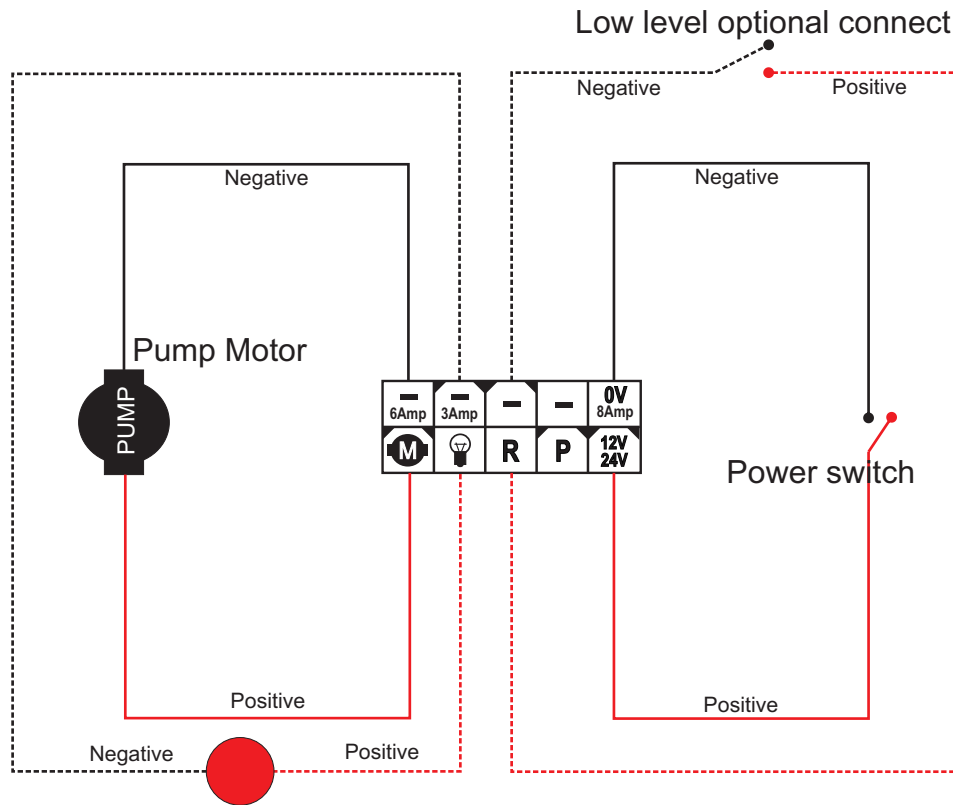 Low level optional connect
Negative
Positive
Negative
Negative
Pump Motor
PUMP
– – – – 0V
6Amp 3Amp 8Amp
M R P 12V
24V
Power switch
Positive
Positive
Negative
Positive